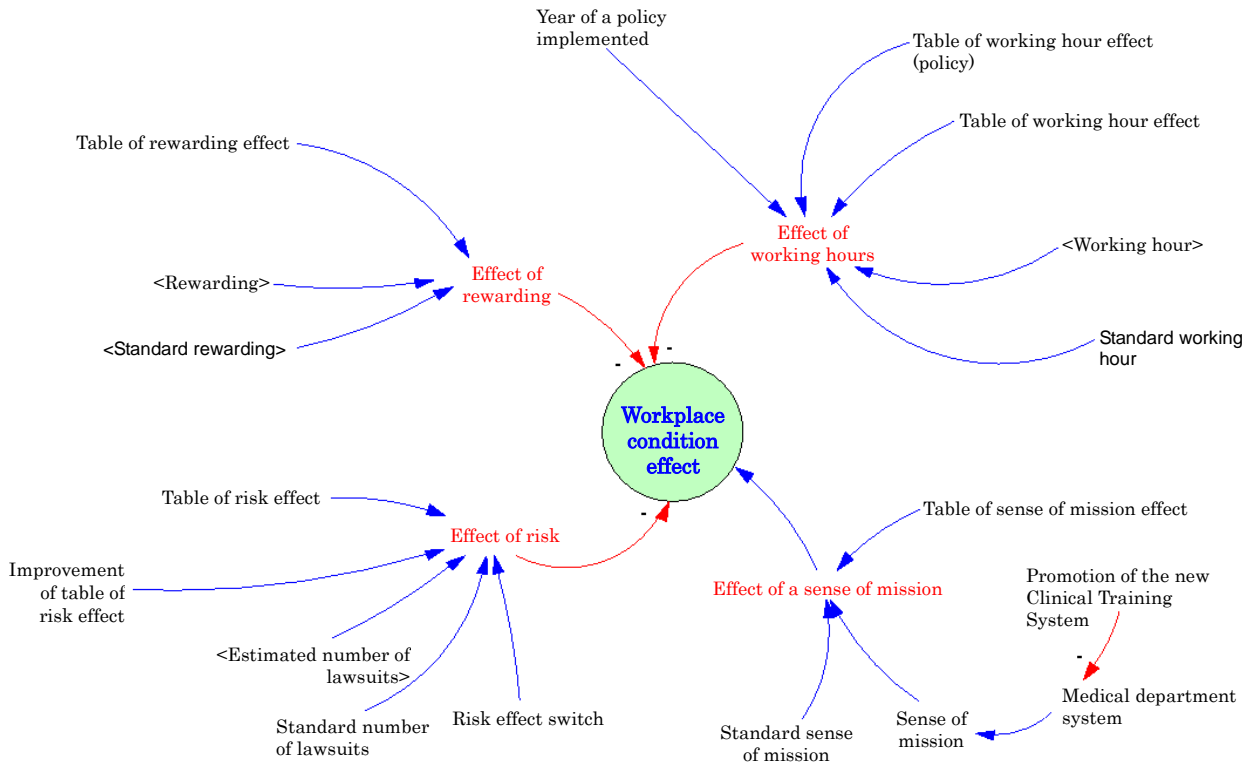 Year of a policy
implemented
Table of working hour effect
(policy)
Table of working hour effect
Table of rewarding effect
Effect of
working hours
<Working hour>
<Rewarding>
Effect of
rewarding
<Standard rewarding>
Standard working
hour
-
-
Workplace
condition
effect
Table of risk effect
-
Table of sense of mission effect
Effect of risk
Improvement
of table of
risk effect
Effect of a sense of mission
Promotion of the new
Clinical Training
System
<Estimated number of
lawsuits>
-
Standard number
of lawsuits
Risk effect switch
Standard sense
of mission
Sense of
mission
Medical department
system